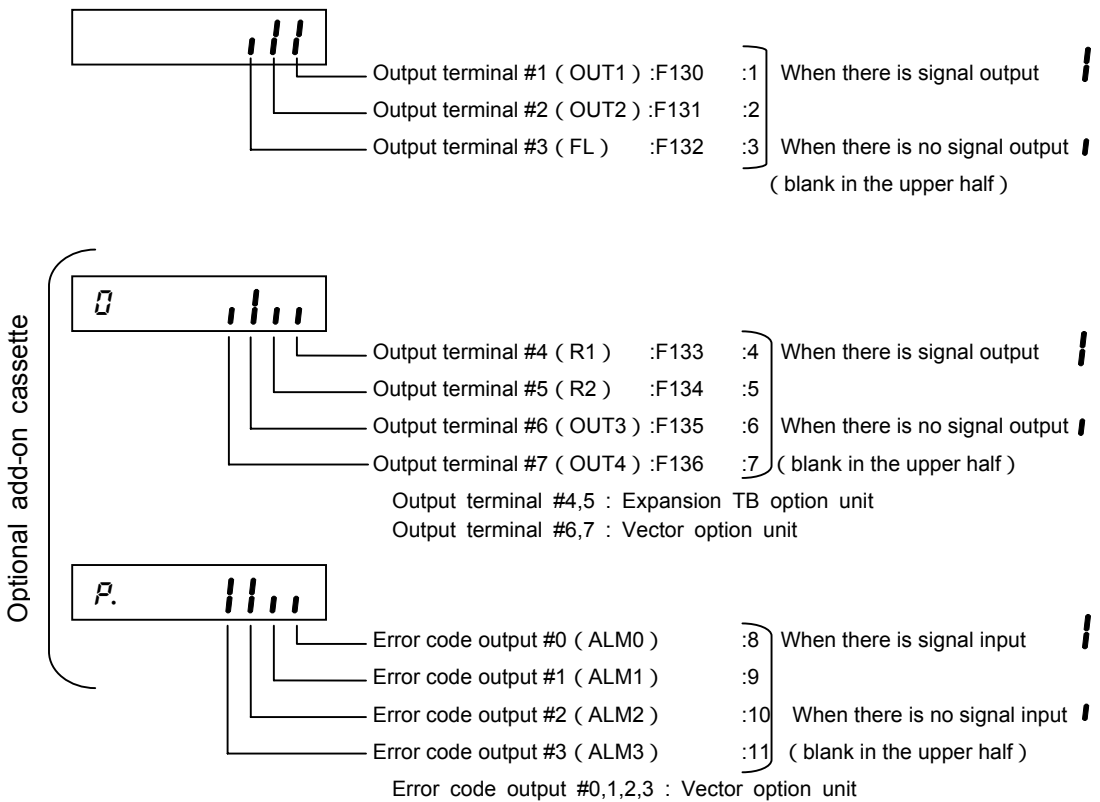 Output terminal #1 ( OUT1 ) :F130 :1 When there is signal output
Output terminal #2 ( OUT2 ) :F131 :2
Output terminal #3 ( FL ) :F132 :3 When there is no signal output
( blank in the upper half )
Optional add-on cassette
0
Output terminal #4 ( R1 ) :F133 :4 When there is signal output
Output terminal #5 ( R2 ) :F134 :5
Output terminal #6 ( OUT3 ) :F135 :6 When there is no signal output
Output terminal #7 ( OUT4 ) :F136 :7 ( blank in the upper half )
Output terminal #4,5 : Expansion TB option unit
Output terminal #6,7 : Vector option unit
P.
Error code output #0 ( ALM0 ) :8 When there is signal input
Error code output #1 ( ALM1 ) :9
Error code output #2 ( ALM2 ) :10 When there is no signal input
Error code output #3 ( ALM3 ) :11 ( blank in the upper half )
Error code output #0,1,2,3 : Vector option unit